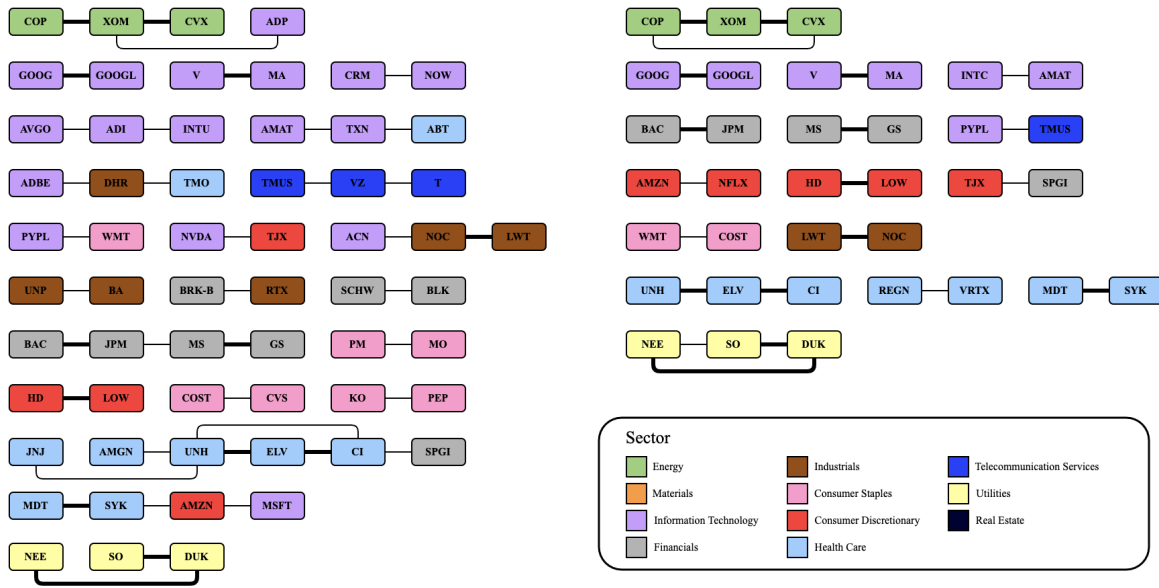 COP XOM CVX ADP
GOOG GOOGL V MA CRM NOW
AVGO ADI INTU AMAT TXN ABT
ADBE DHR TMO TMUS VZ T
PYPL WMT NVDA TJX ACN NOC LWT
UNP BA BRK-B RTX SCHW BLK
BAC JPM MS GS PM MO
HD LOW COST CVS KO PEP
JNJ AMGN UNH ELV CI SPGI
MDT SYK AMZN MSFT
NEE SO DUK
COP XOM CVX
GOOG GOOGL V MA INTC AMAT
BAC JPM MS GS PYPL TMUS
AMZN NFLX HD LOW TJX SPGI
WMT COST LWT NOC
UNH ELV CI REGN VRTX MDT SYK
NEE SO DUK
Sector
Energy Industrials Telecommunication Services
Materials Consumer Staples Utilities
Information Technology Consumer Discretionary Real Estate
Financials Health Care